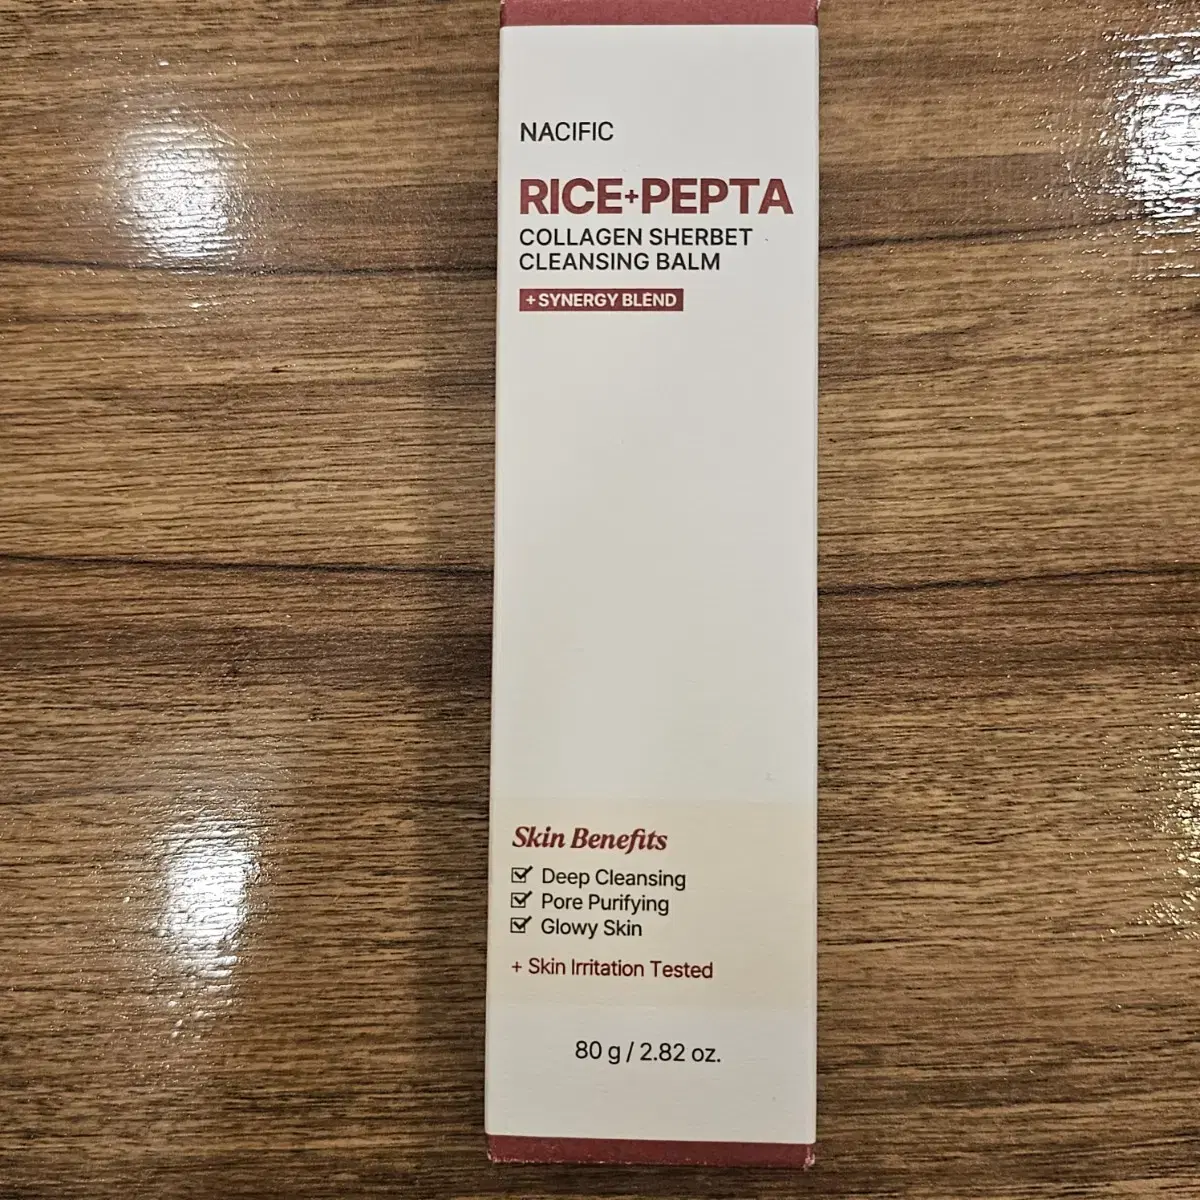 NACIFIC
RICE+PEPTA
COLLAGEN SHERBET
CLEANSING BALM
+ SYNERGY BLEND
Skin Benefits
Deep Cleansing
Pore Purifying
Glowy Skin
+ Skin Irritation Tested
80 g / 2.82 oz.